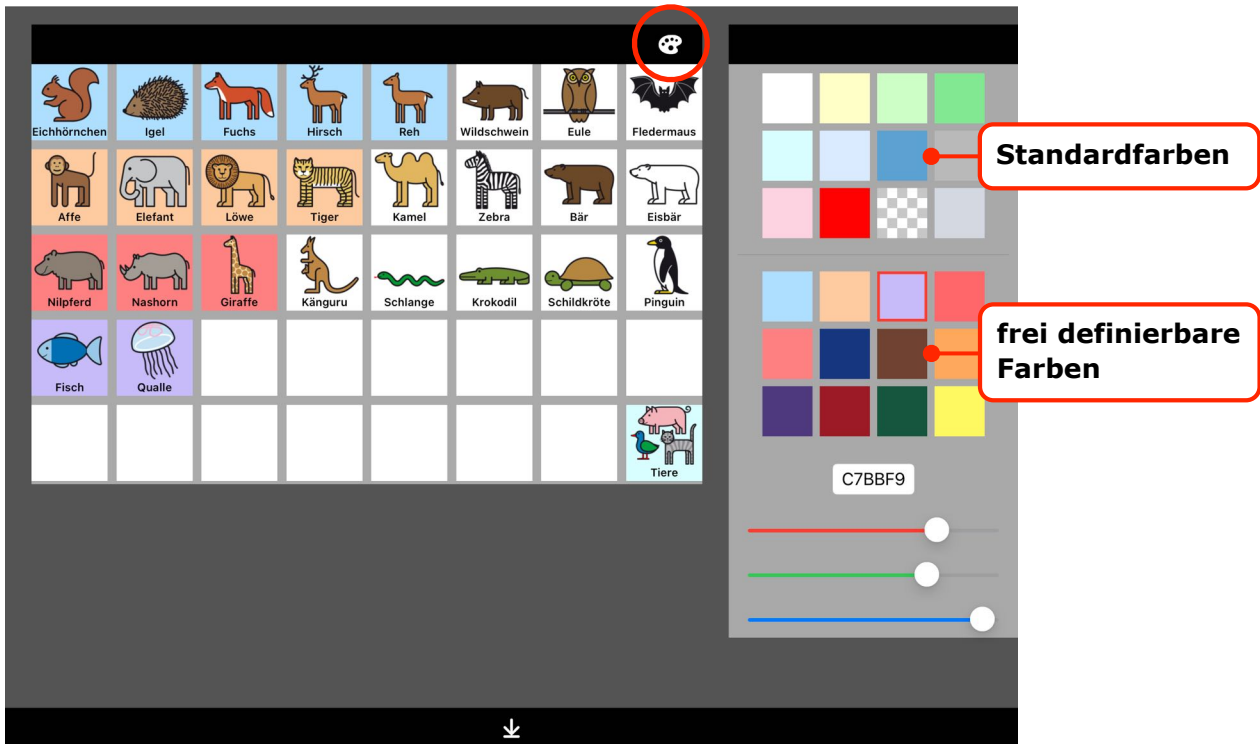 Eichhörnchen Igel Fuchs Hirsch Reh Wildschwein Eule Fledermaus
Standardfarben
Affe Elefant Löwe Tiger Kamel Zebra Bär Eisbär
Nilpferd Nashorn Giraffe Känguru Schlange Krokodil Schildkröte Pinguin
frei definierbare
Farben
Fisch Qualle
Tiere
C7BBF9